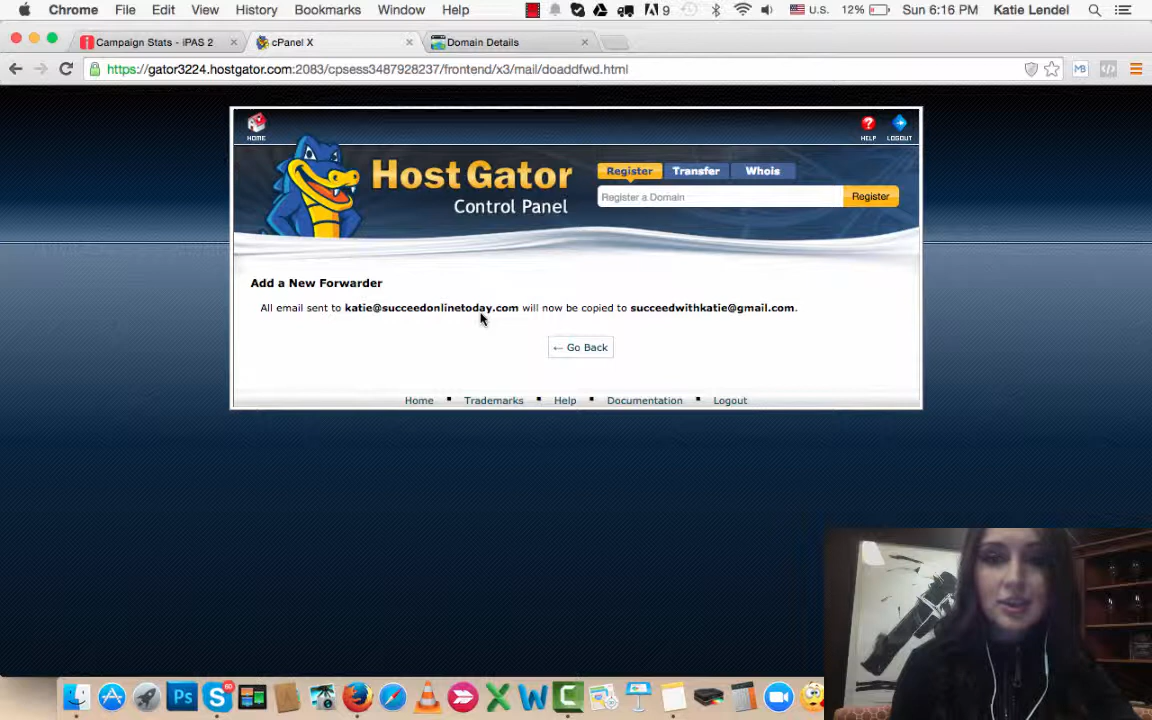 Chrome File Edit View History Bookmarks Window Help 9 U.S. 12% Sun 6:16 PM Katie Lendel
Campaign Stats - iPAS 2 cPanel X Domain Details
https://gator3224.hostgator.com:2083/cpsess3487928237/frontend/x3/mail/doaddfwd.html MB
HOME HELP LOGOUT
Register Transfer Whois
HostGator
Control Panel
Register a Domain Register
Add a New Forwarder
All email sent to katie@succeedonlinetoday.com will now be copied to succeedwithkatie@gmail.com.
← Go Back
Home ▪ Trademarks ▪ Help ▪ Documentation ▪ Logout